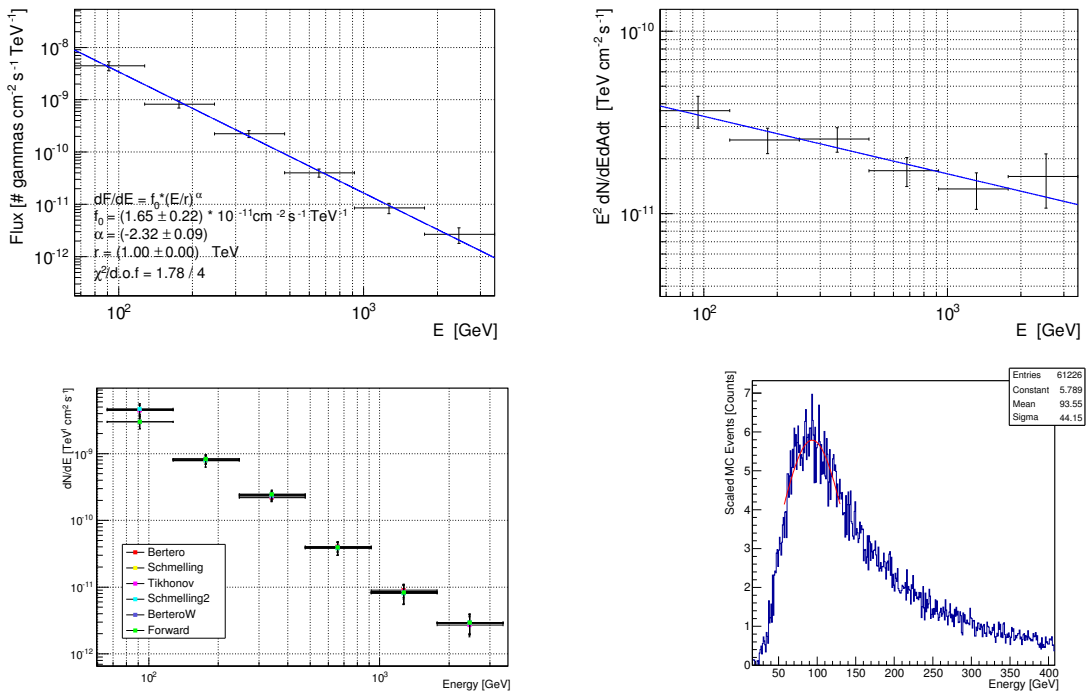 Flux [# gammas cm⁻² s⁻¹ TeV⁻¹]
10⁻⁸
10⁻⁹
10⁻¹⁰
10⁻¹¹
10⁻¹²
dF/dE = f₀*(E/r)^α
f₀ = (1.65 ± 0.22) * 10⁻¹¹ cm⁻² s⁻¹ TeV⁻¹
α = (-2.32 ± 0.09)
r = (1.00 ± 0.00) TeV
χ²/d.o.f = 1.78 / 4
10² 10³
E [GeV]
E² dN/dEdAdt [TeV cm⁻² s⁻¹]
10⁻¹⁰
10⁻¹¹
10² 10³
E [GeV]
dN/dE [TeV¹ cm² s¹]
10⁻⁹
10⁻¹⁰
10⁻¹¹
10⁻¹²
Bertero
Schmelling
Tikhonov
Schmelling2
BerteroW
Forward
10² 10³
Energy [GeV]
Entries 61226
Constant 5.789
Mean 93.55
Sigma 44.15
Scaled MC Events [Counts]
7
6
5
4
3
2
1
0
50 100 150 200 250 300 350 400
Energy [GeV]